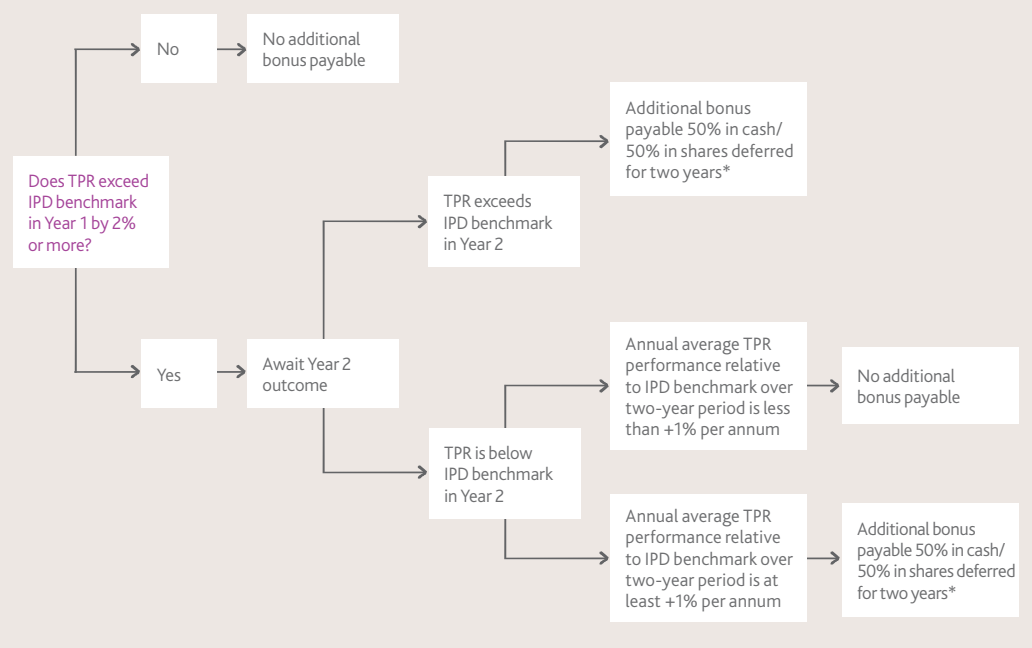 No
No additional
bonus payable
Does TPR exceed
IPD benchmark
in Year 1 by 2%
or more?
Yes
Await Year 2
outcome
TPR exceeds
IPD benchmark
in Year 2
Additional bonus
payable 50% in cash/
50% in shares deferred
for two years*
TPR is below
IPD benchmark
in Year 2
Annual average TPR
performance relative
to IPD benchmark over
two-year period is less
than +1% per annum
No additional
bonus payable
Annual average TPR
performance relative
to IPD benchmark over
two-year period is at
least +1% per annum
Additional bonus
payable 50% in cash/
50% in shares deferred
for two years*